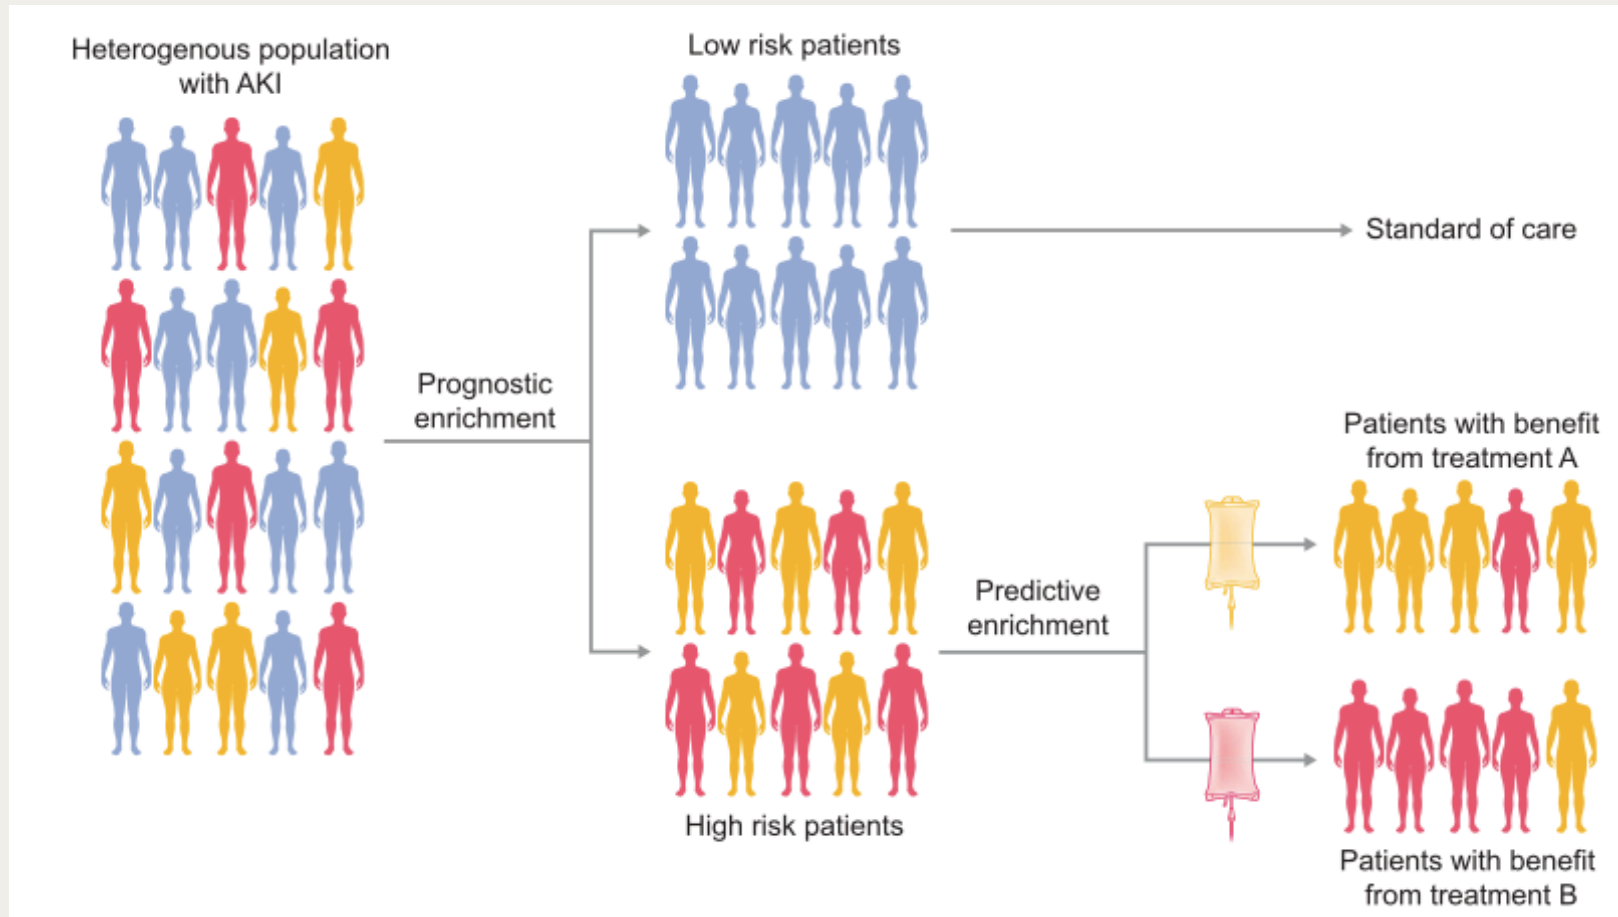 Heterogenous population
with AKI
Low risk patients
Standard of care
Prognostic
enrichment
Patients with benefit
from treatment A
Predictive
enrichment
High risk patients
Patients with benefit
from treatment B